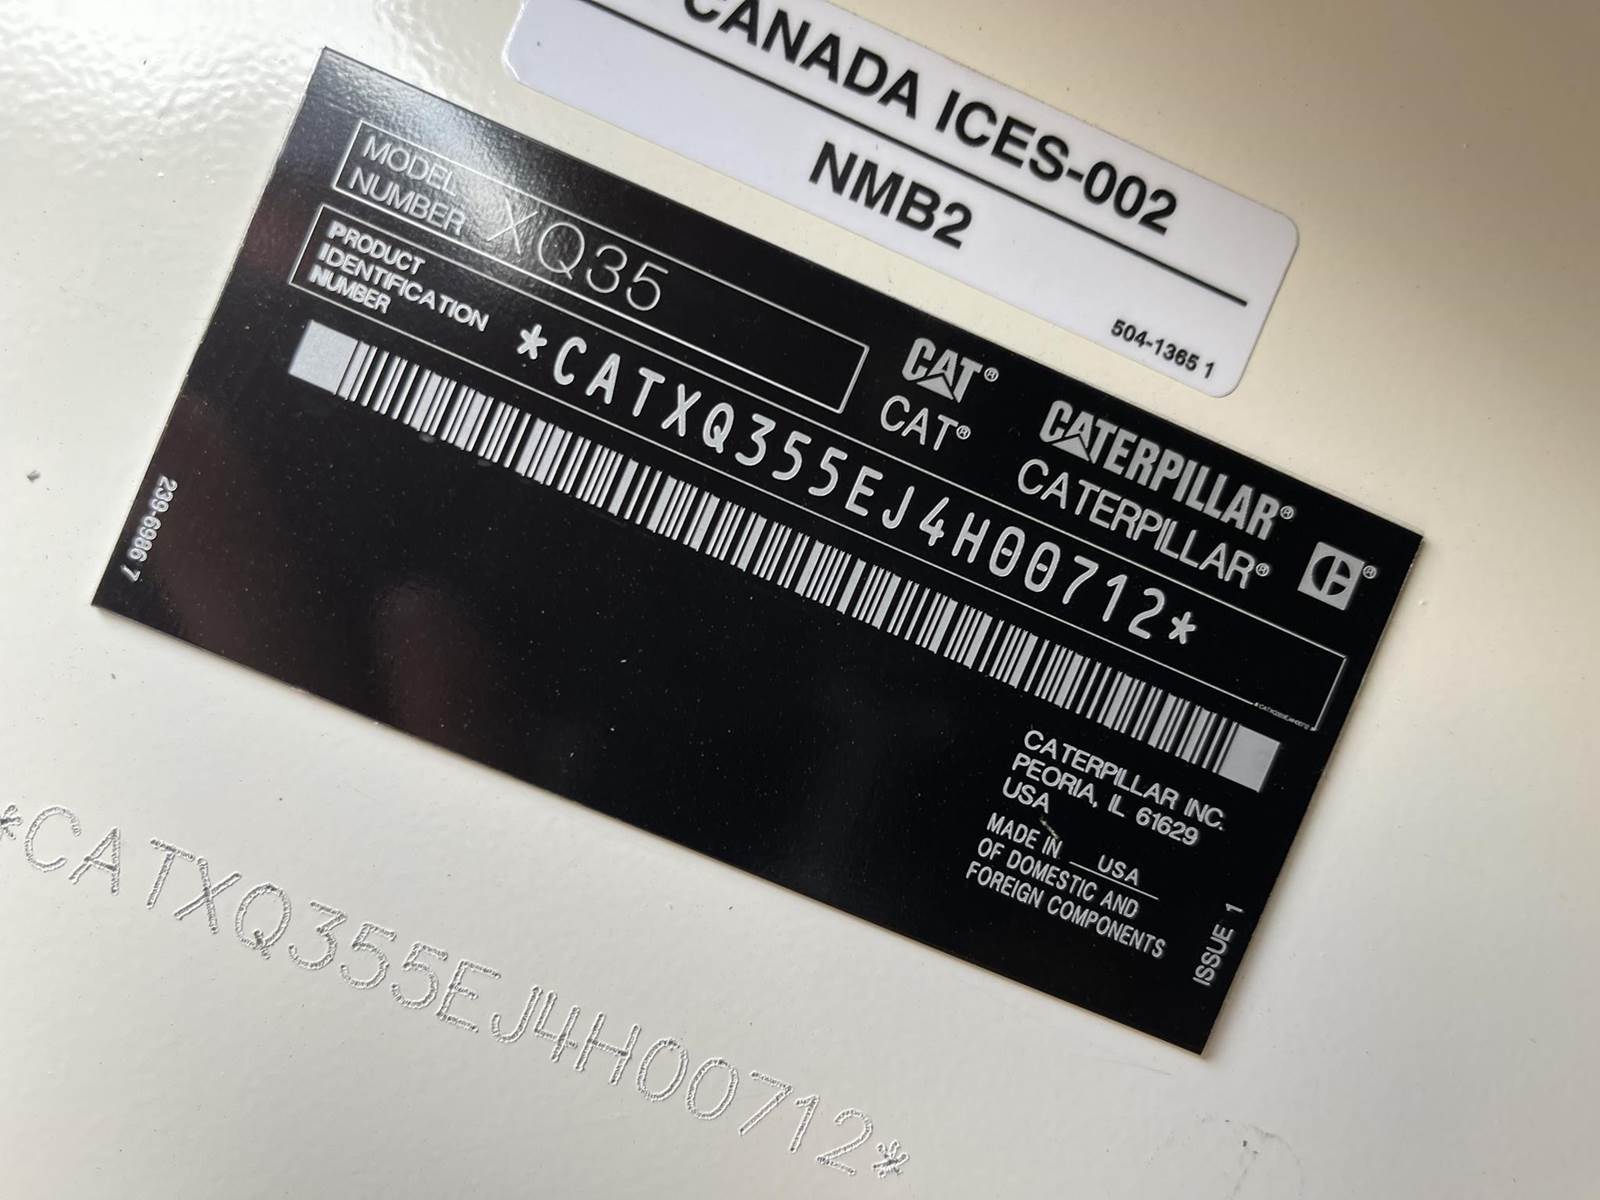 CANADA ICES-002
NMB2
504-1365 1
MODEL
NUMBER XQ35
PRODUCT
IDENTIFICATION
NUMBER
*CATXQ355EJ4H00712*
CAT®
CAT®
CATERPILLAR®
CATERPILLAR®
239-6986 7
CATERPILLAR INC.
PEORIA, IL 61629
USA
MADE IN USA
OF DOMESTIC AND
FOREIGN COMPONENTS
ISSUE 1
*CATXQ355EJ4H00712*